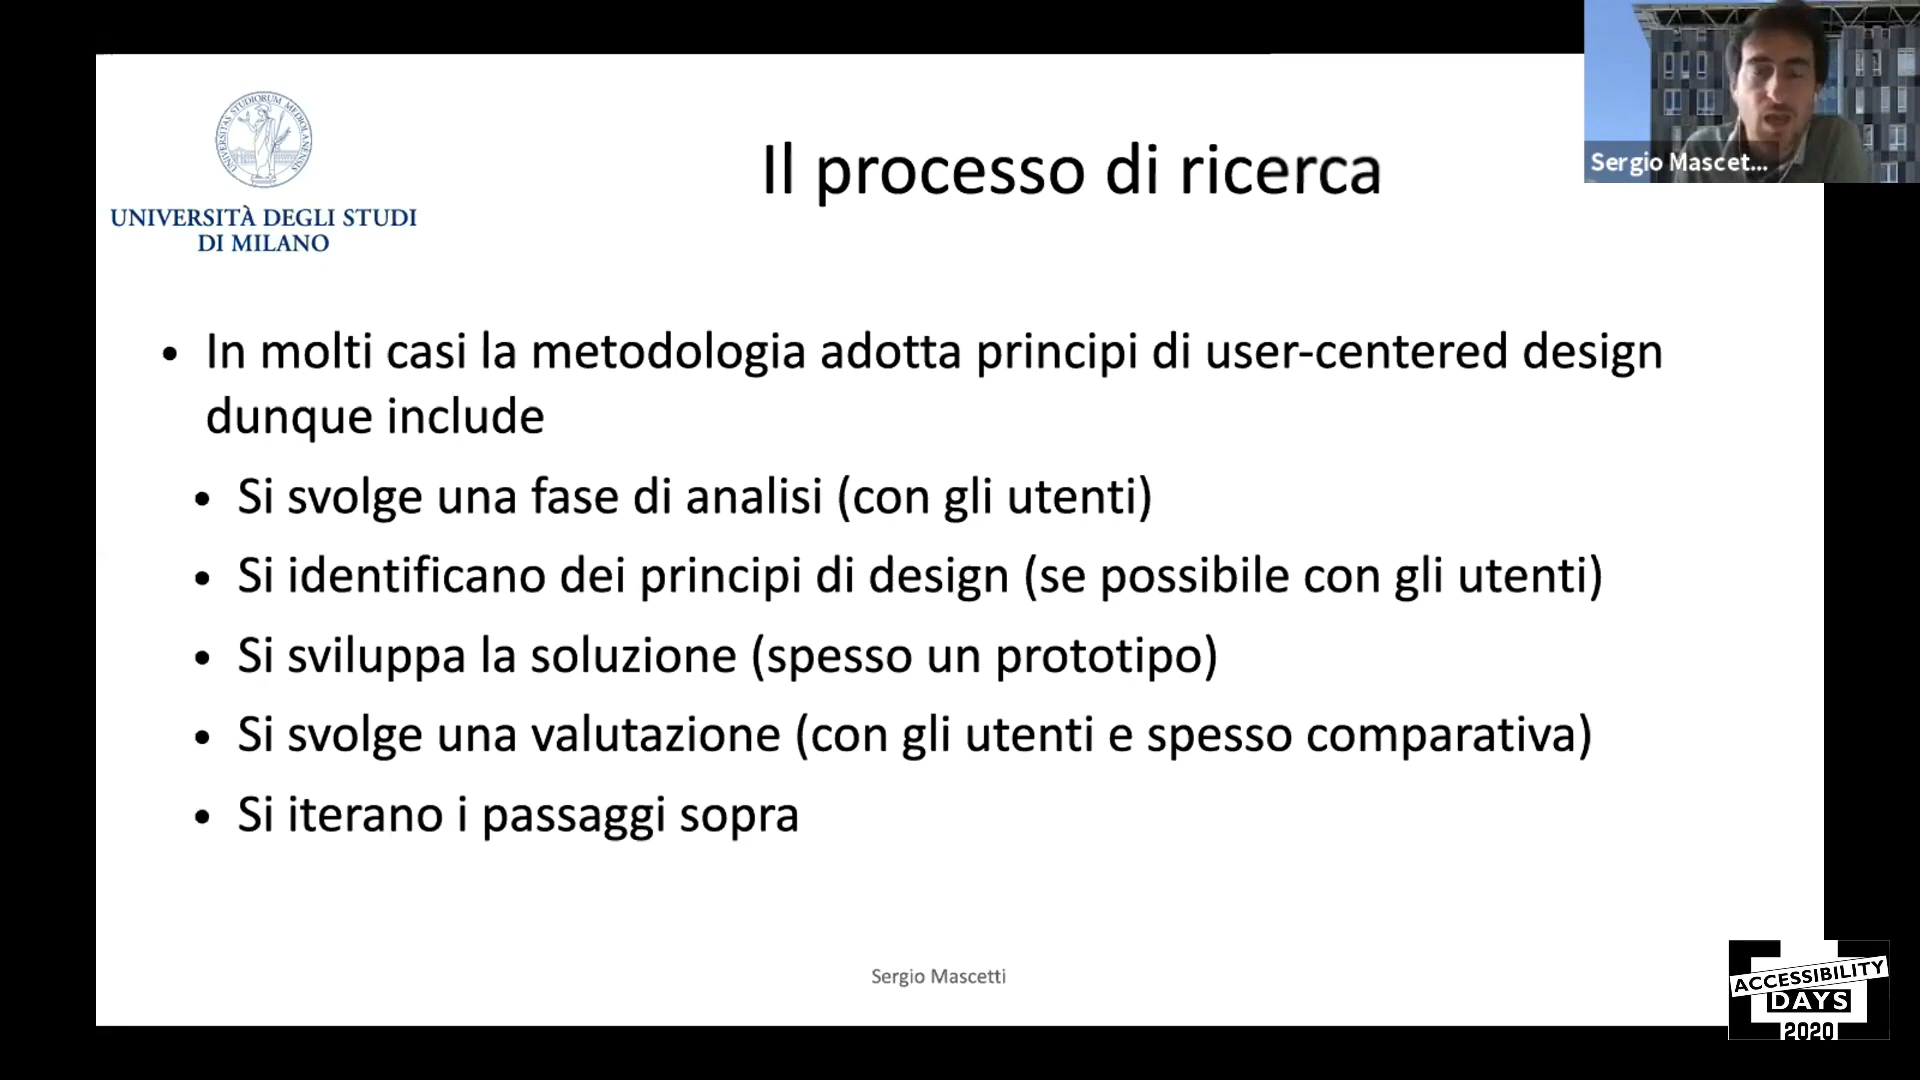 STUDIORUM MEDIOLANENSIS UNIVERSITAS
UNIVERSITÀ DEGLI STUDI
DI MILANO
Il processo di ricerca
Sergio Mascet...
• In molti casi la metodologia adotta principi di user-centered design
dunque include
• Si svolge una fase di analisi (con gli utenti)
• Si identificano dei principi di design (se possibile con gli utenti)
• Si sviluppa la soluzione (spesso un prototipo)
• Si svolge una valutazione (con gli utenti e spesso comparativa)
• Si iterano i passaggi sopra
Sergio Mascetti
ACCESSIBILITY
DAYS
2020